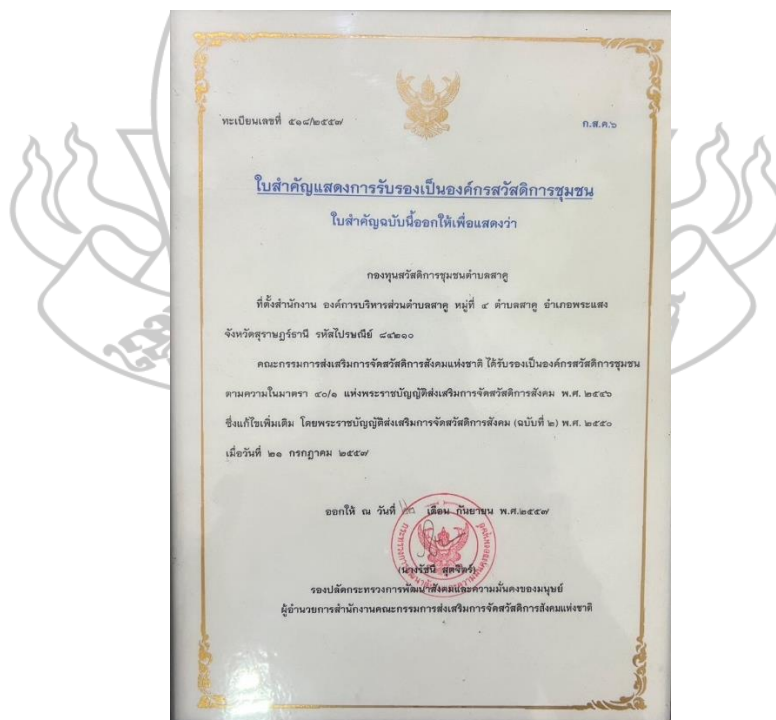 ทะเบียนเลขที่ ๕๑๘/๒๕๕๗ ก.ส.ค.๖
ใบสำคัญแสดงการรับรองเป็นองค์กรสวัสดิการชุมชน
ใบสำคัญฉบับนี้ออกให้เพื่อแสดงว่า
กองทุนสวัสดิการชุมชนตำบลสาคู
ที่ตั้งสำนักงาน องค์การบริหารส่วนตำบลสาคู หมู่ที่ ๔ ตำบลสาคู อำเภอพระแสง
จังหวัดสุราษฎร์ธานี รหัสไปรษณีย์ ๘๔๒๑๐
คณะกรรมการส่งเสริมการจัดสวัสดิการสังคมแห่งชาติ ได้รับรองเป็นองค์กรสวัสดิการชุมชน
ตามความในมาตรา ๔๐/๑ แห่งพระราชบัญญัติส่งเสริมการจัดสวัสดิการสังคม พ.ศ. ๒๕๔๖
ซึ่งแก้ไขเพิ่มเติม โดยพระราชบัญญัติส่งเสริมการจัดสวัสดิการสังคม (ฉบับที่ ๒) พ.ศ. ๒๕๕๐
เมื่อวันที่ ๒๑ กรกฎาคม ๒๕๕๗
ออกให้ ณ วันที่ เดือน กันยายน พ.ศ.๒๕๕๗
(นางรัชนี สุดจิตร์)
รองปลัดกระทรวงการพัฒนาสังคมและความมั่นคงของมนุษย์
ผู้อำนวยการสำนักงานคณะกรรมการส่งเสริมการจัดสวัสดิการสังคมแห่งชาติ